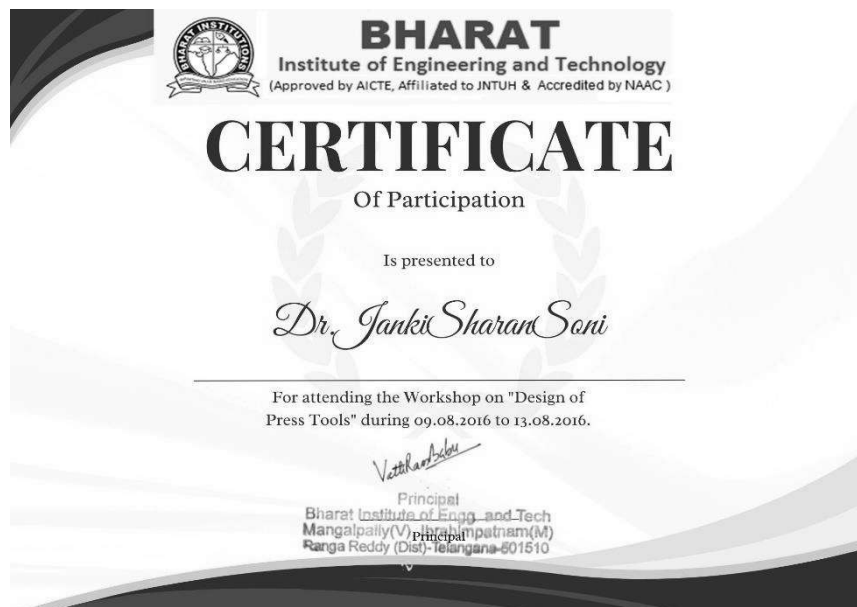 BHARAT INSTITUTIONS
BHARAT
Institute of Engineering and Technology
(Approved by AICTE, Affiliated to JNTUH & Accredited by NAAC )
CERTIFICATE
Of Participation
Is presented to
Dr. Janki Sharan Soni
For attending the Workshop on "Design of
Press Tools" during 09.08.2016 to 13.08.2016.
Principal
Bharat Institute of Engg. and Tech
Mangalpally(V), Ibrahimpatnam(M)
Principal
Ranga Reddy (Dist)-Telangana-501510